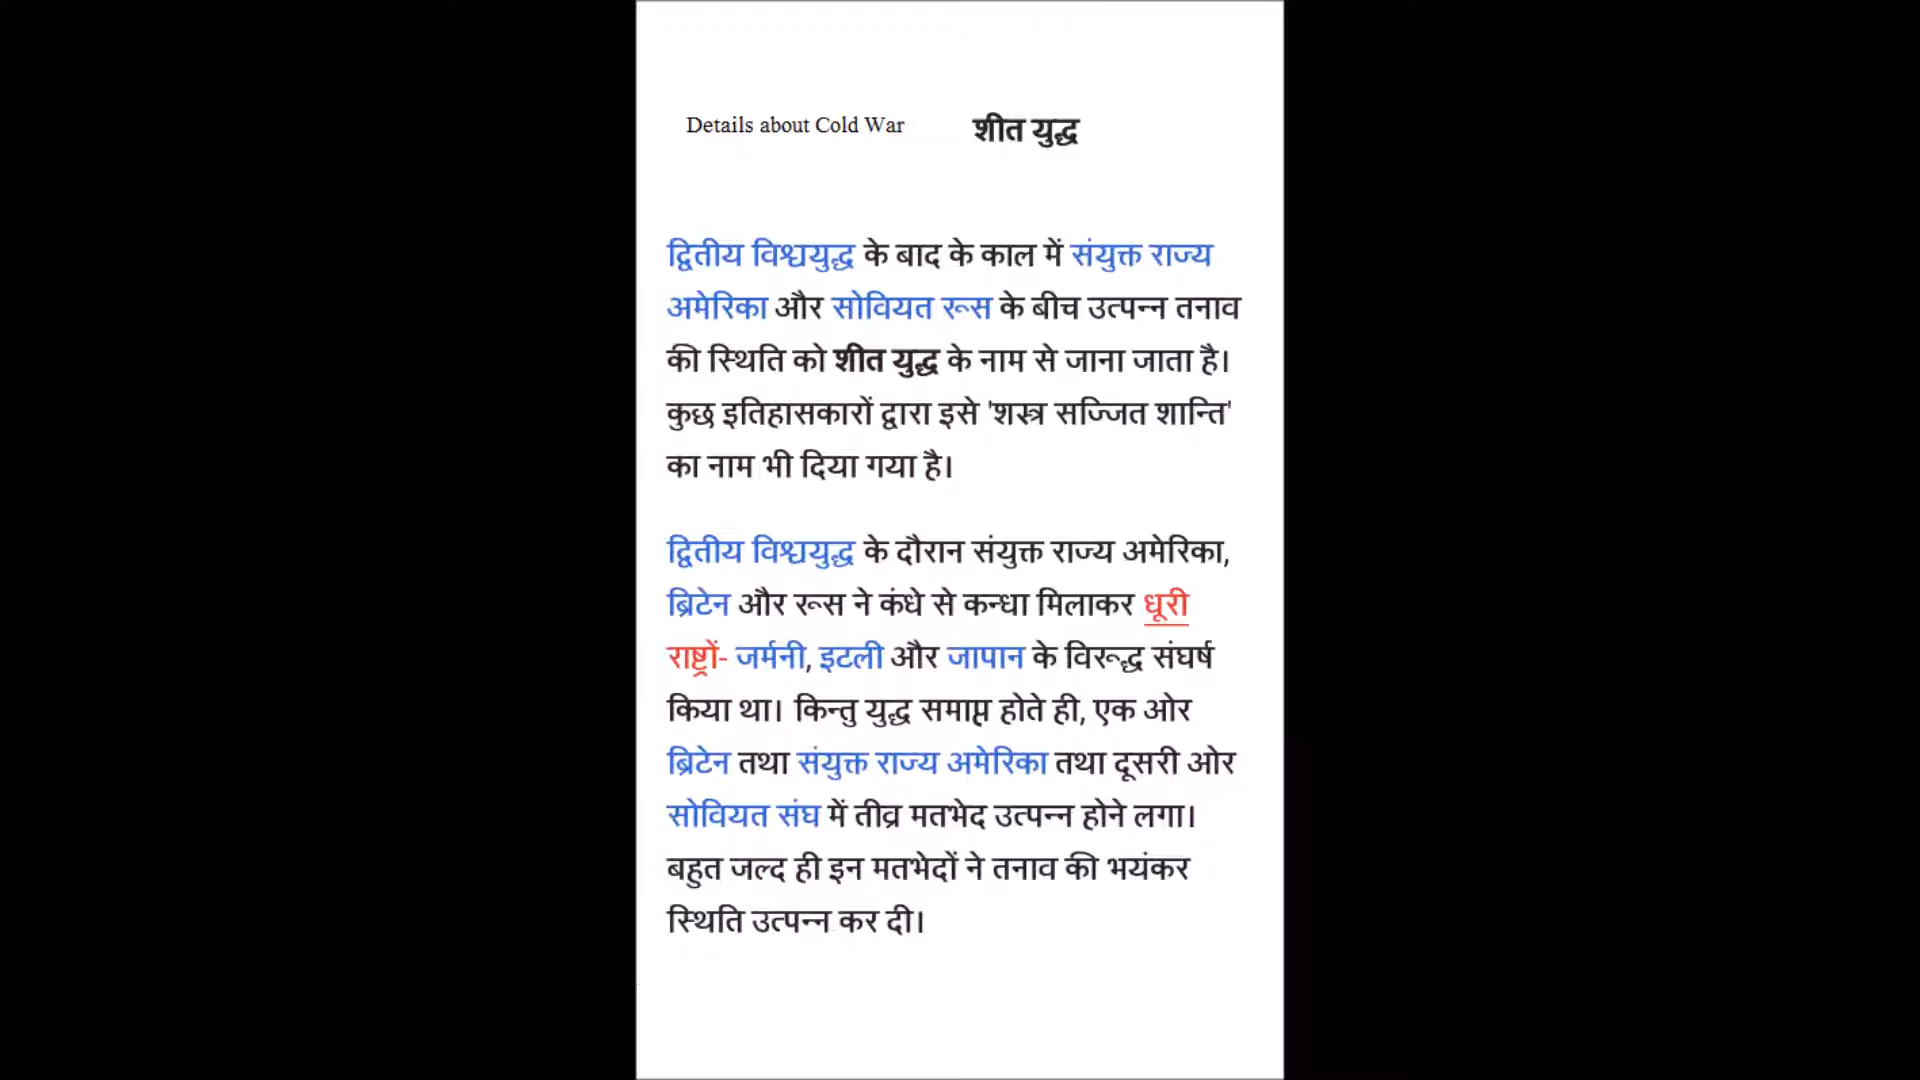 Details about Cold War शीत युद्ध
द्वितीय विश्वयुद्ध के बाद के काल में संयुक्त राज्य
अमेरिका और सोवियत रूस के बीच उत्पन्न तनाव
की स्थिति को शीत युद्ध के नाम से जाना जाता है।
कुछ इतिहासकारों द्वारा इसे 'शस्त्र सज्जित शान्ति'
का नाम भी दिया गया है।
द्वितीय विश्वयुद्ध के दौरान संयुक्त राज्य अमेरिका,
ब्रिटेन और रूस ने कंधे से कन्धा मिलाकर धूरी
राष्ट्रों- जर्मनी, इटली और जापान के विरूद्ध संघर्ष
किया था। किन्तु युद्ध समाप्त होते ही, एक ओर
ब्रिटेन तथा संयुक्त राज्य अमेरिका तथा दूसरी ओर
सोवियत संघ में तीव्र मतभेद उत्पन्न होने लगा।
बहुत जल्द ही इन मतभेदों ने तनाव की भयंकर
स्थिति उत्पन्न कर दी।